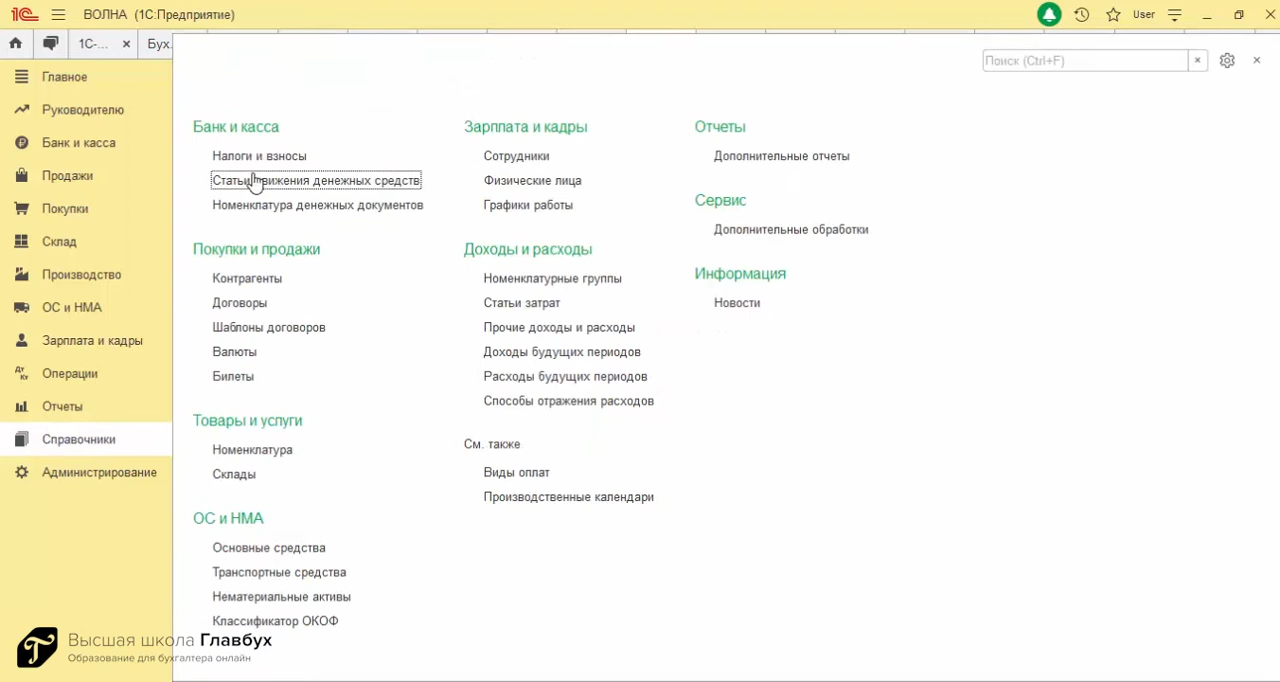 1С ВОЛНА (1С:Предприятие) User
1С-... × Бух.
Поиск (Ctrl+F) ×
Главное
Руководителю
Банк и касса
Продажи
Покупки
Склад
Производство
ОС и НМА
Зарплата и кадры
Операции
Отчеты
Справочники
Администрирование
Банк и касса
Налоги и взносы
Статьи движения денежных средств
Номенклатура денежных документов
Покупки и продажи
Контрагенты
Договоры
Шаблоны договоров
Валюты
Билеты
Товары и услуги
Номенклатура
Склады
ОС и НМА
Основные средства
Транспортные средства
Нематериальные активы
Классификатор ОКОФ
Зарплата и кадры
Сотрудники
Физические лица
Графики работы
Доходы и расходы
Номенклатурные группы
Статьи затрат
Прочие доходы и расходы
Доходы будущих периодов
Расходы будущих периодов
Способы отражения расходов
См. также
Виды оплат
Производственные календари
Отчеты
Дополнительные отчеты
Сервис
Дополнительные обработки
Информация
Новости
Высшая школа Главбух
Образование для бухгалтера онлайн